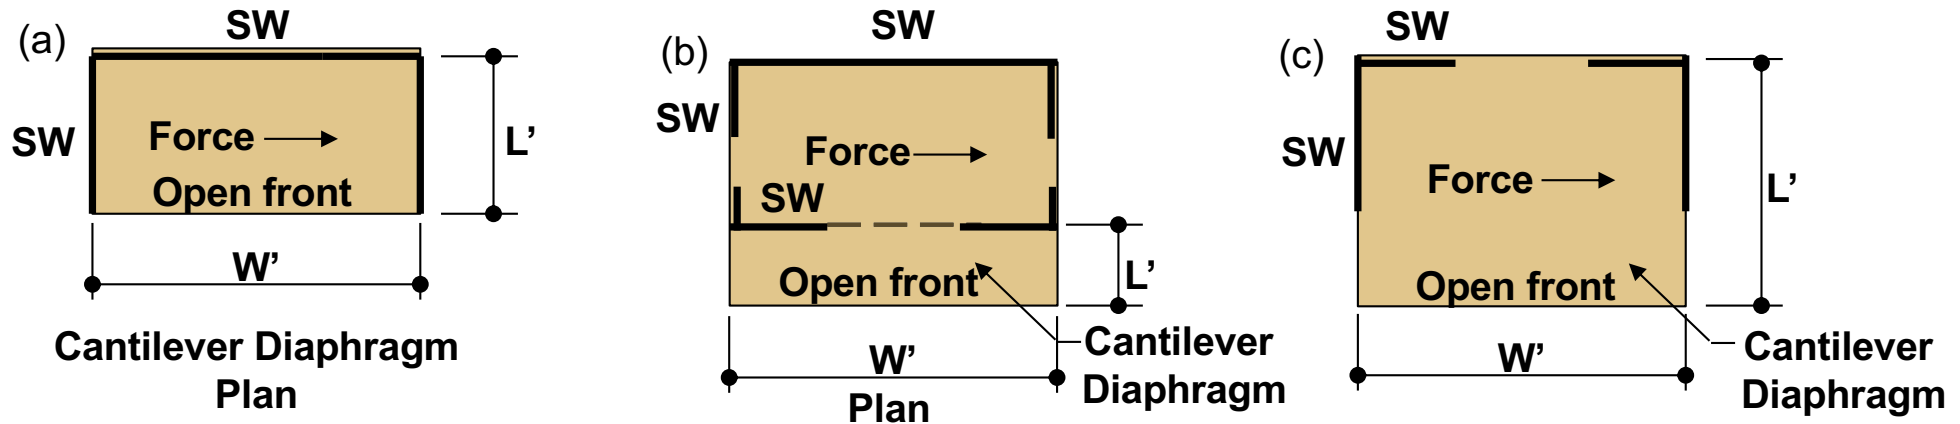 (a)
SW
SW
Force
Open front
L’
W’
Cantilever Diaphragm
Plan
(b)
SW
SW
Force
SW
Open front
L’
W’
Cantilever
Diaphragm
Plan
(c)
SW
SW
Force
Open front
L’
W’
Cantilever
Diaphragm